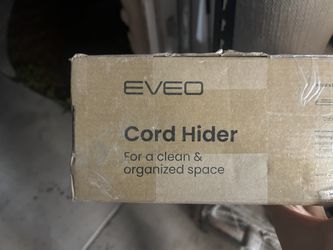 EVEO
Cord Hider
For a clean &
organized space